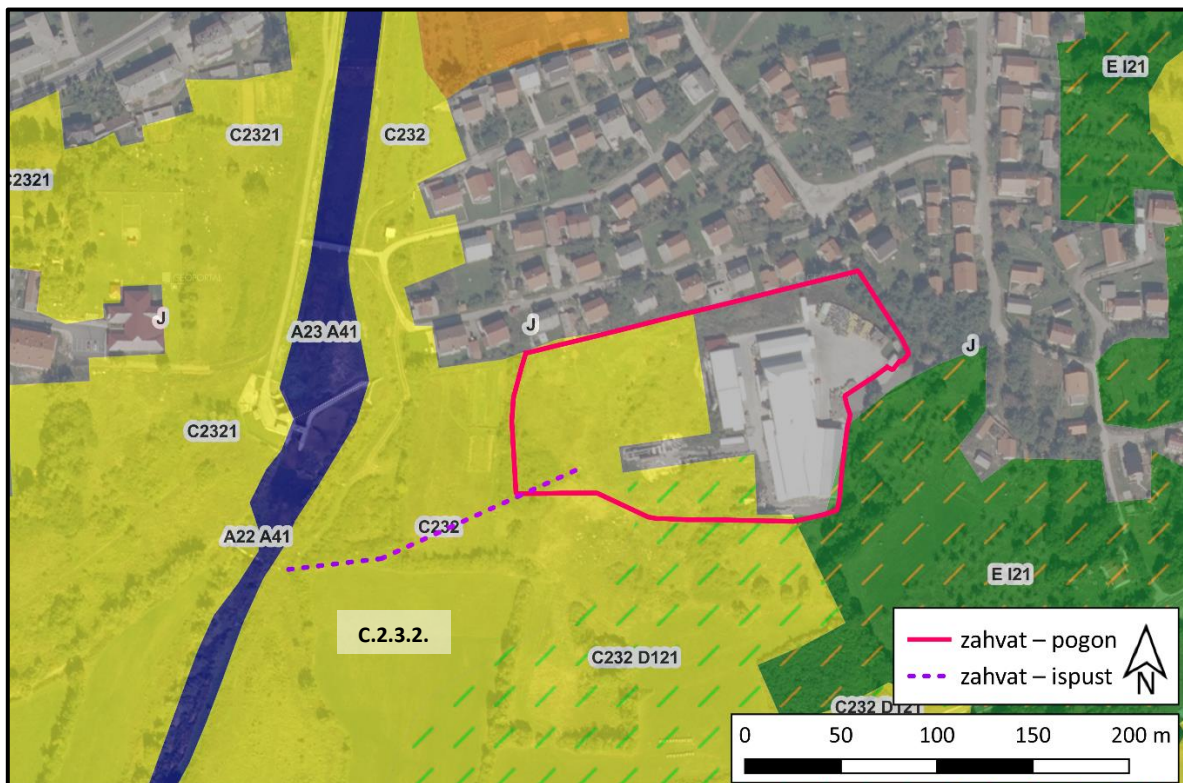 E I21
C2321
C232
C2321
J
J
A23 A41
J
C2321
C232
A22 A41
E I21
C.2.3.2.
C232 D121
C232 D121
zahvat – pogon
zahvat – ispust
N
0 50 100 150 200 m